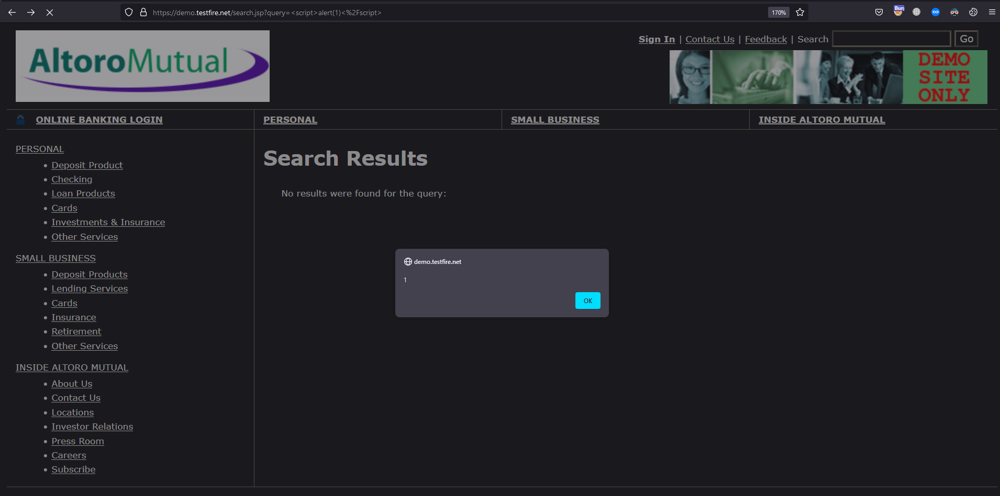 https://demo.testfire.net/search.jsp?query=<script>alert(1)<%2Fscript>
170%
Burp
AltoroMutual
Sign In | Contact Us | Feedback | Search
Go
DEMO
SITE
ONLY
ONLINE BANKING LOGIN
PERSONAL
SMALL BUSINESS
INSIDE ALTORO MUTUAL
PERSONAL
• Deposit Product
• Checking
• Loan Products
• Cards
• Investments & Insurance
• Other Services
SMALL BUSINESS
• Deposit Products
• Lending Services
• Cards
• Insurance
• Retirement
• Other Services
INSIDE ALTORO MUTUAL
• About Us
• Contact Us
• Locations
• Investor Relations
• Press Room
• Careers
• Subscribe
Search Results
No results were found for the query:
demo.testfire.net
1
OK